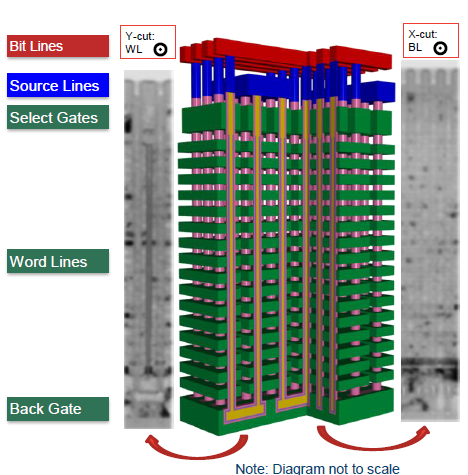 Bit Lines
Y-cut:
WL
X-cut:
BL
Source Lines
Select Gates
Word Lines
Back Gate
Note: Diagram not to scale